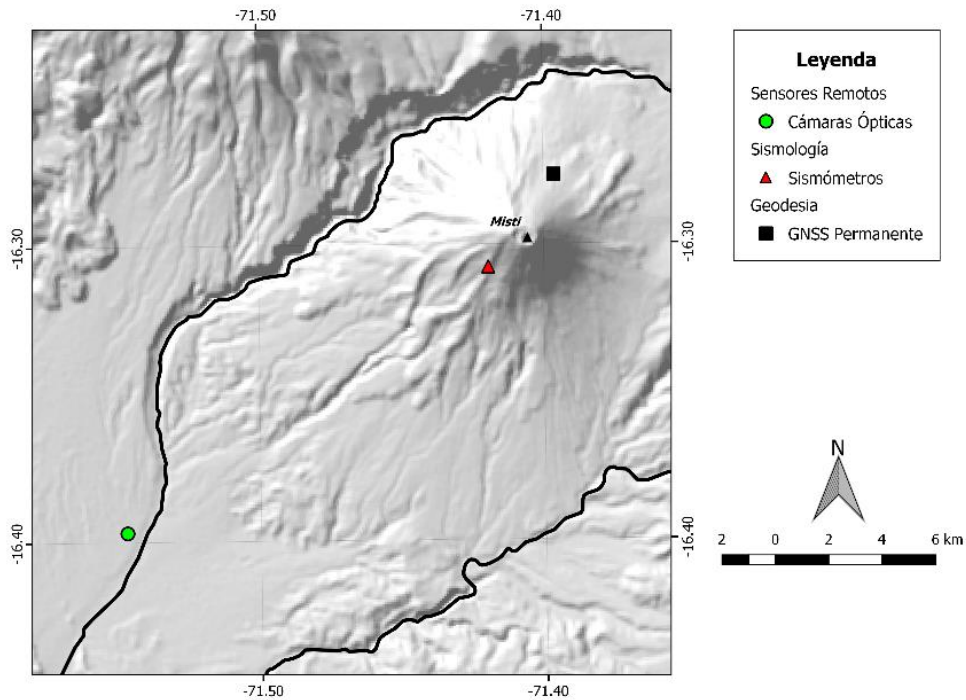 -71.50
-71.40
Leyenda
Sensores Remotos
Cámaras Ópticas
Sismología
Sismómetros
Geodesia
GNSS Permanente
Misti
-16.30
-16.30
N
-16.40
-16.40
2 0 2 4 6 km
-71.50
-71.40